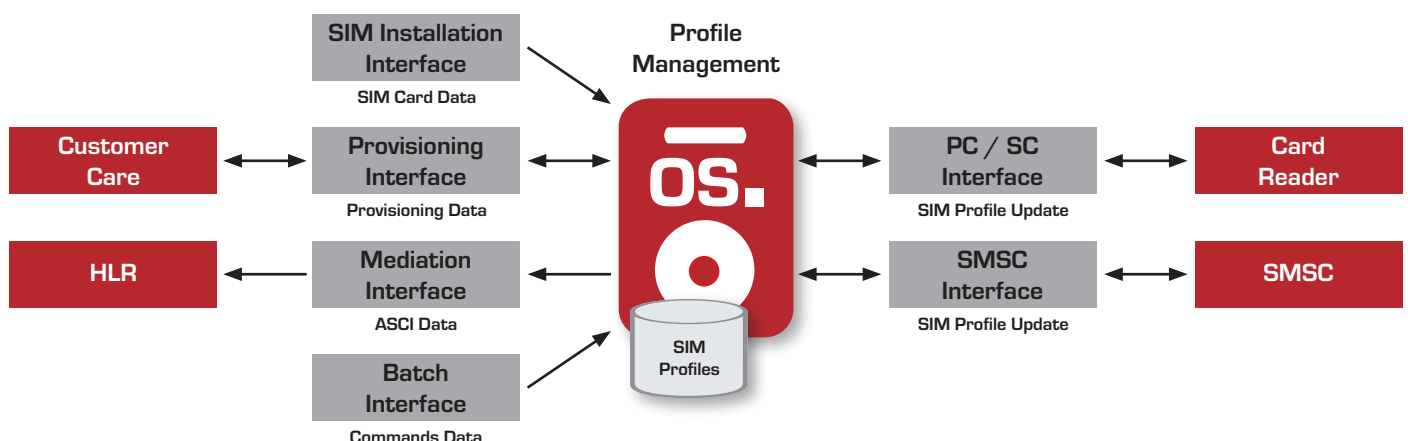 SIM Installation
Interface
SIM Card Data
Profile
Management
Customer
Care
Provisioning
Interface
Provisioning Data
os.
PC / SC
Interface
SIM Profile Update
Card
Reader
HLR
Mediation
Interface
ASCI Data
SMSC
Interface
SIM Profile Update
SMSC
SIM
Profiles
Batch
Interface
Commands Data